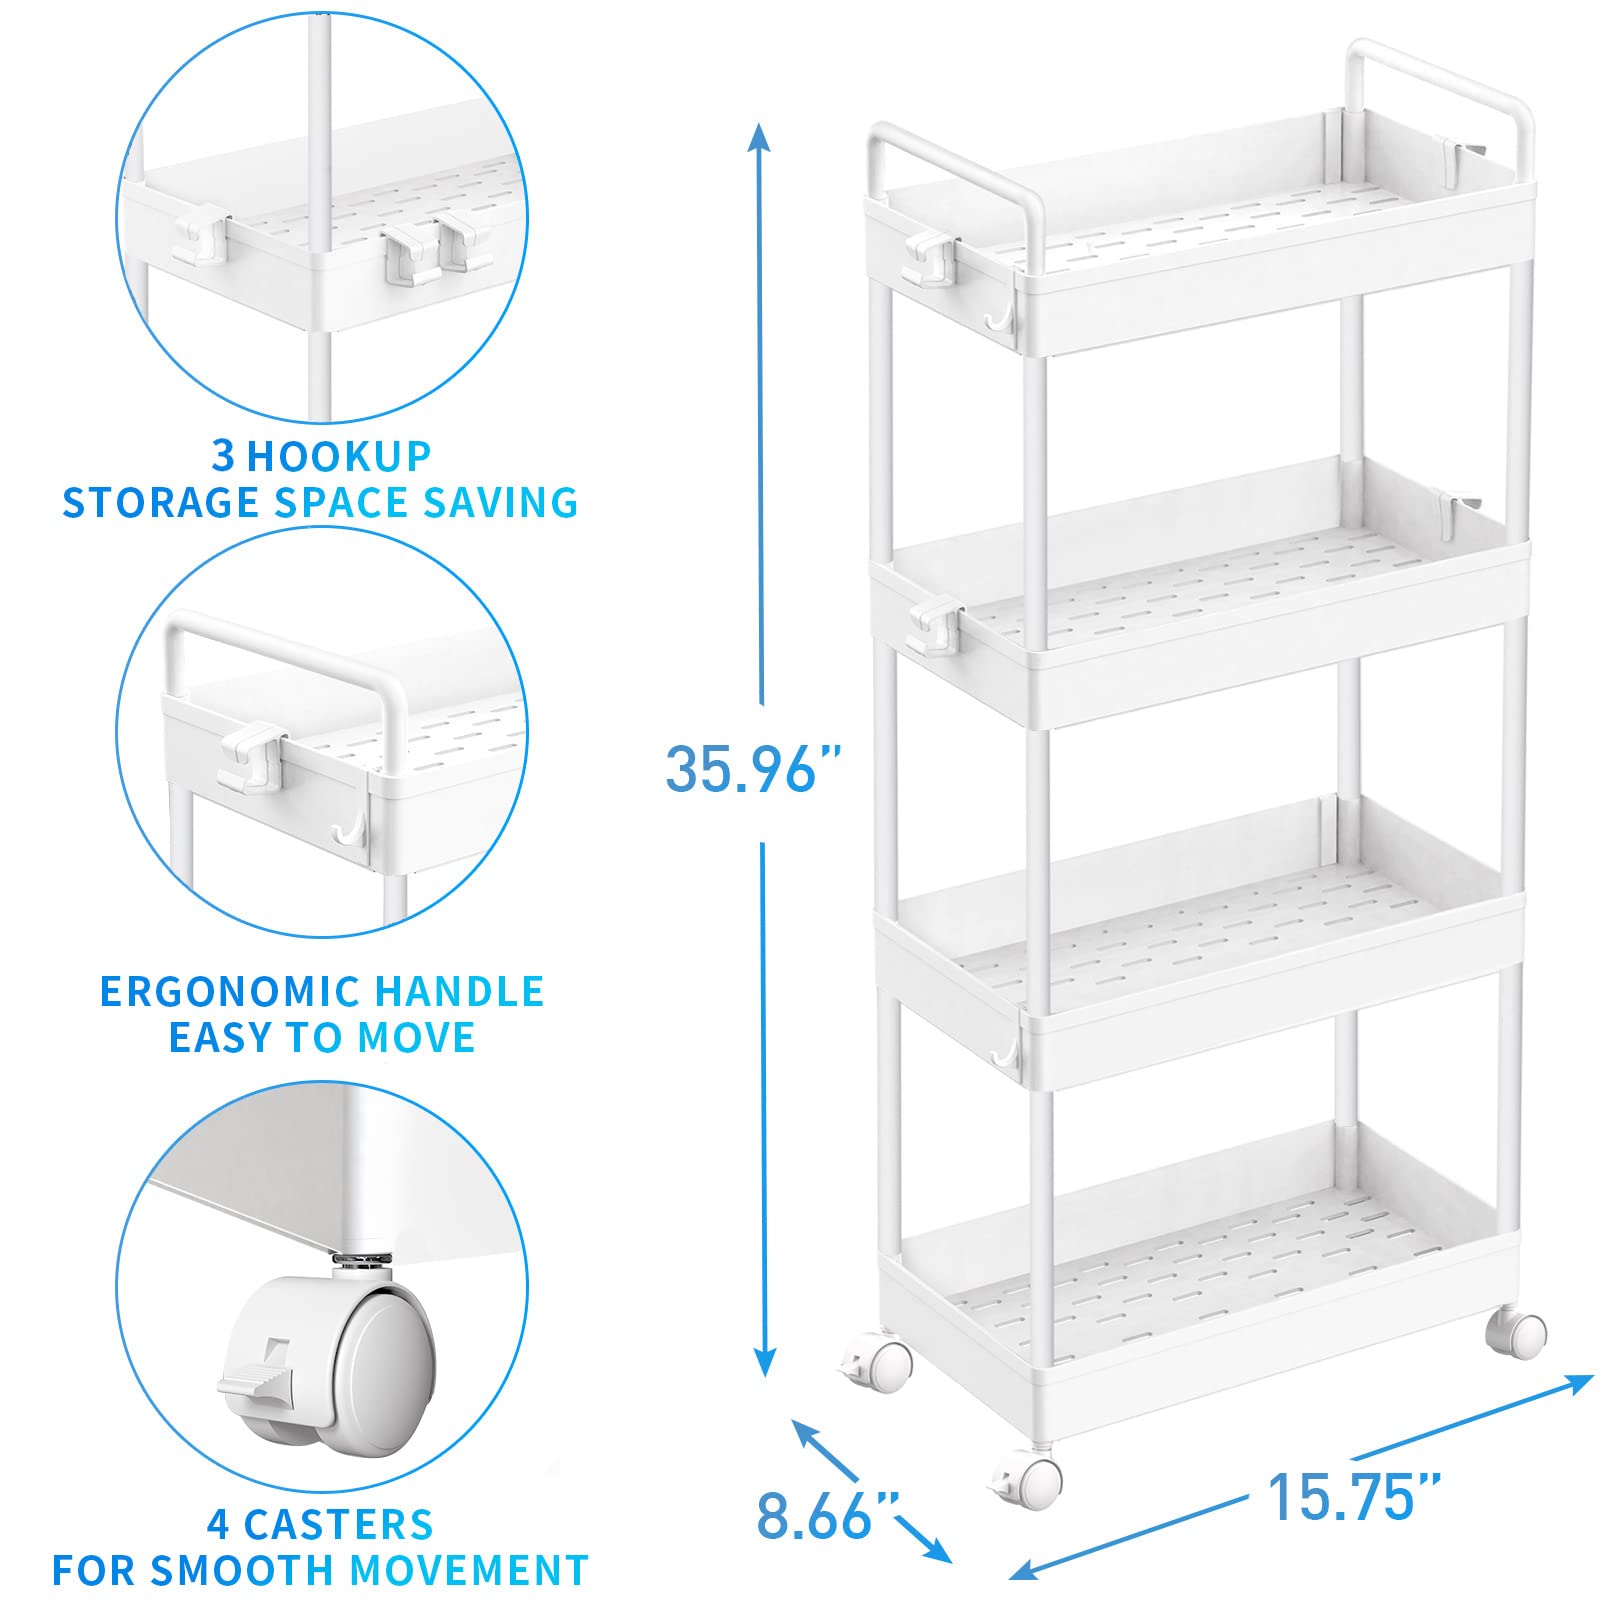 3 HOOKUP
STORAGE SPACE SAVING
ERGONOMIC HANDLE
EASY TO MOVE
4 CASTERS
FOR SMOOTH MOVEMENT
35.96”
8.66”
15.75”